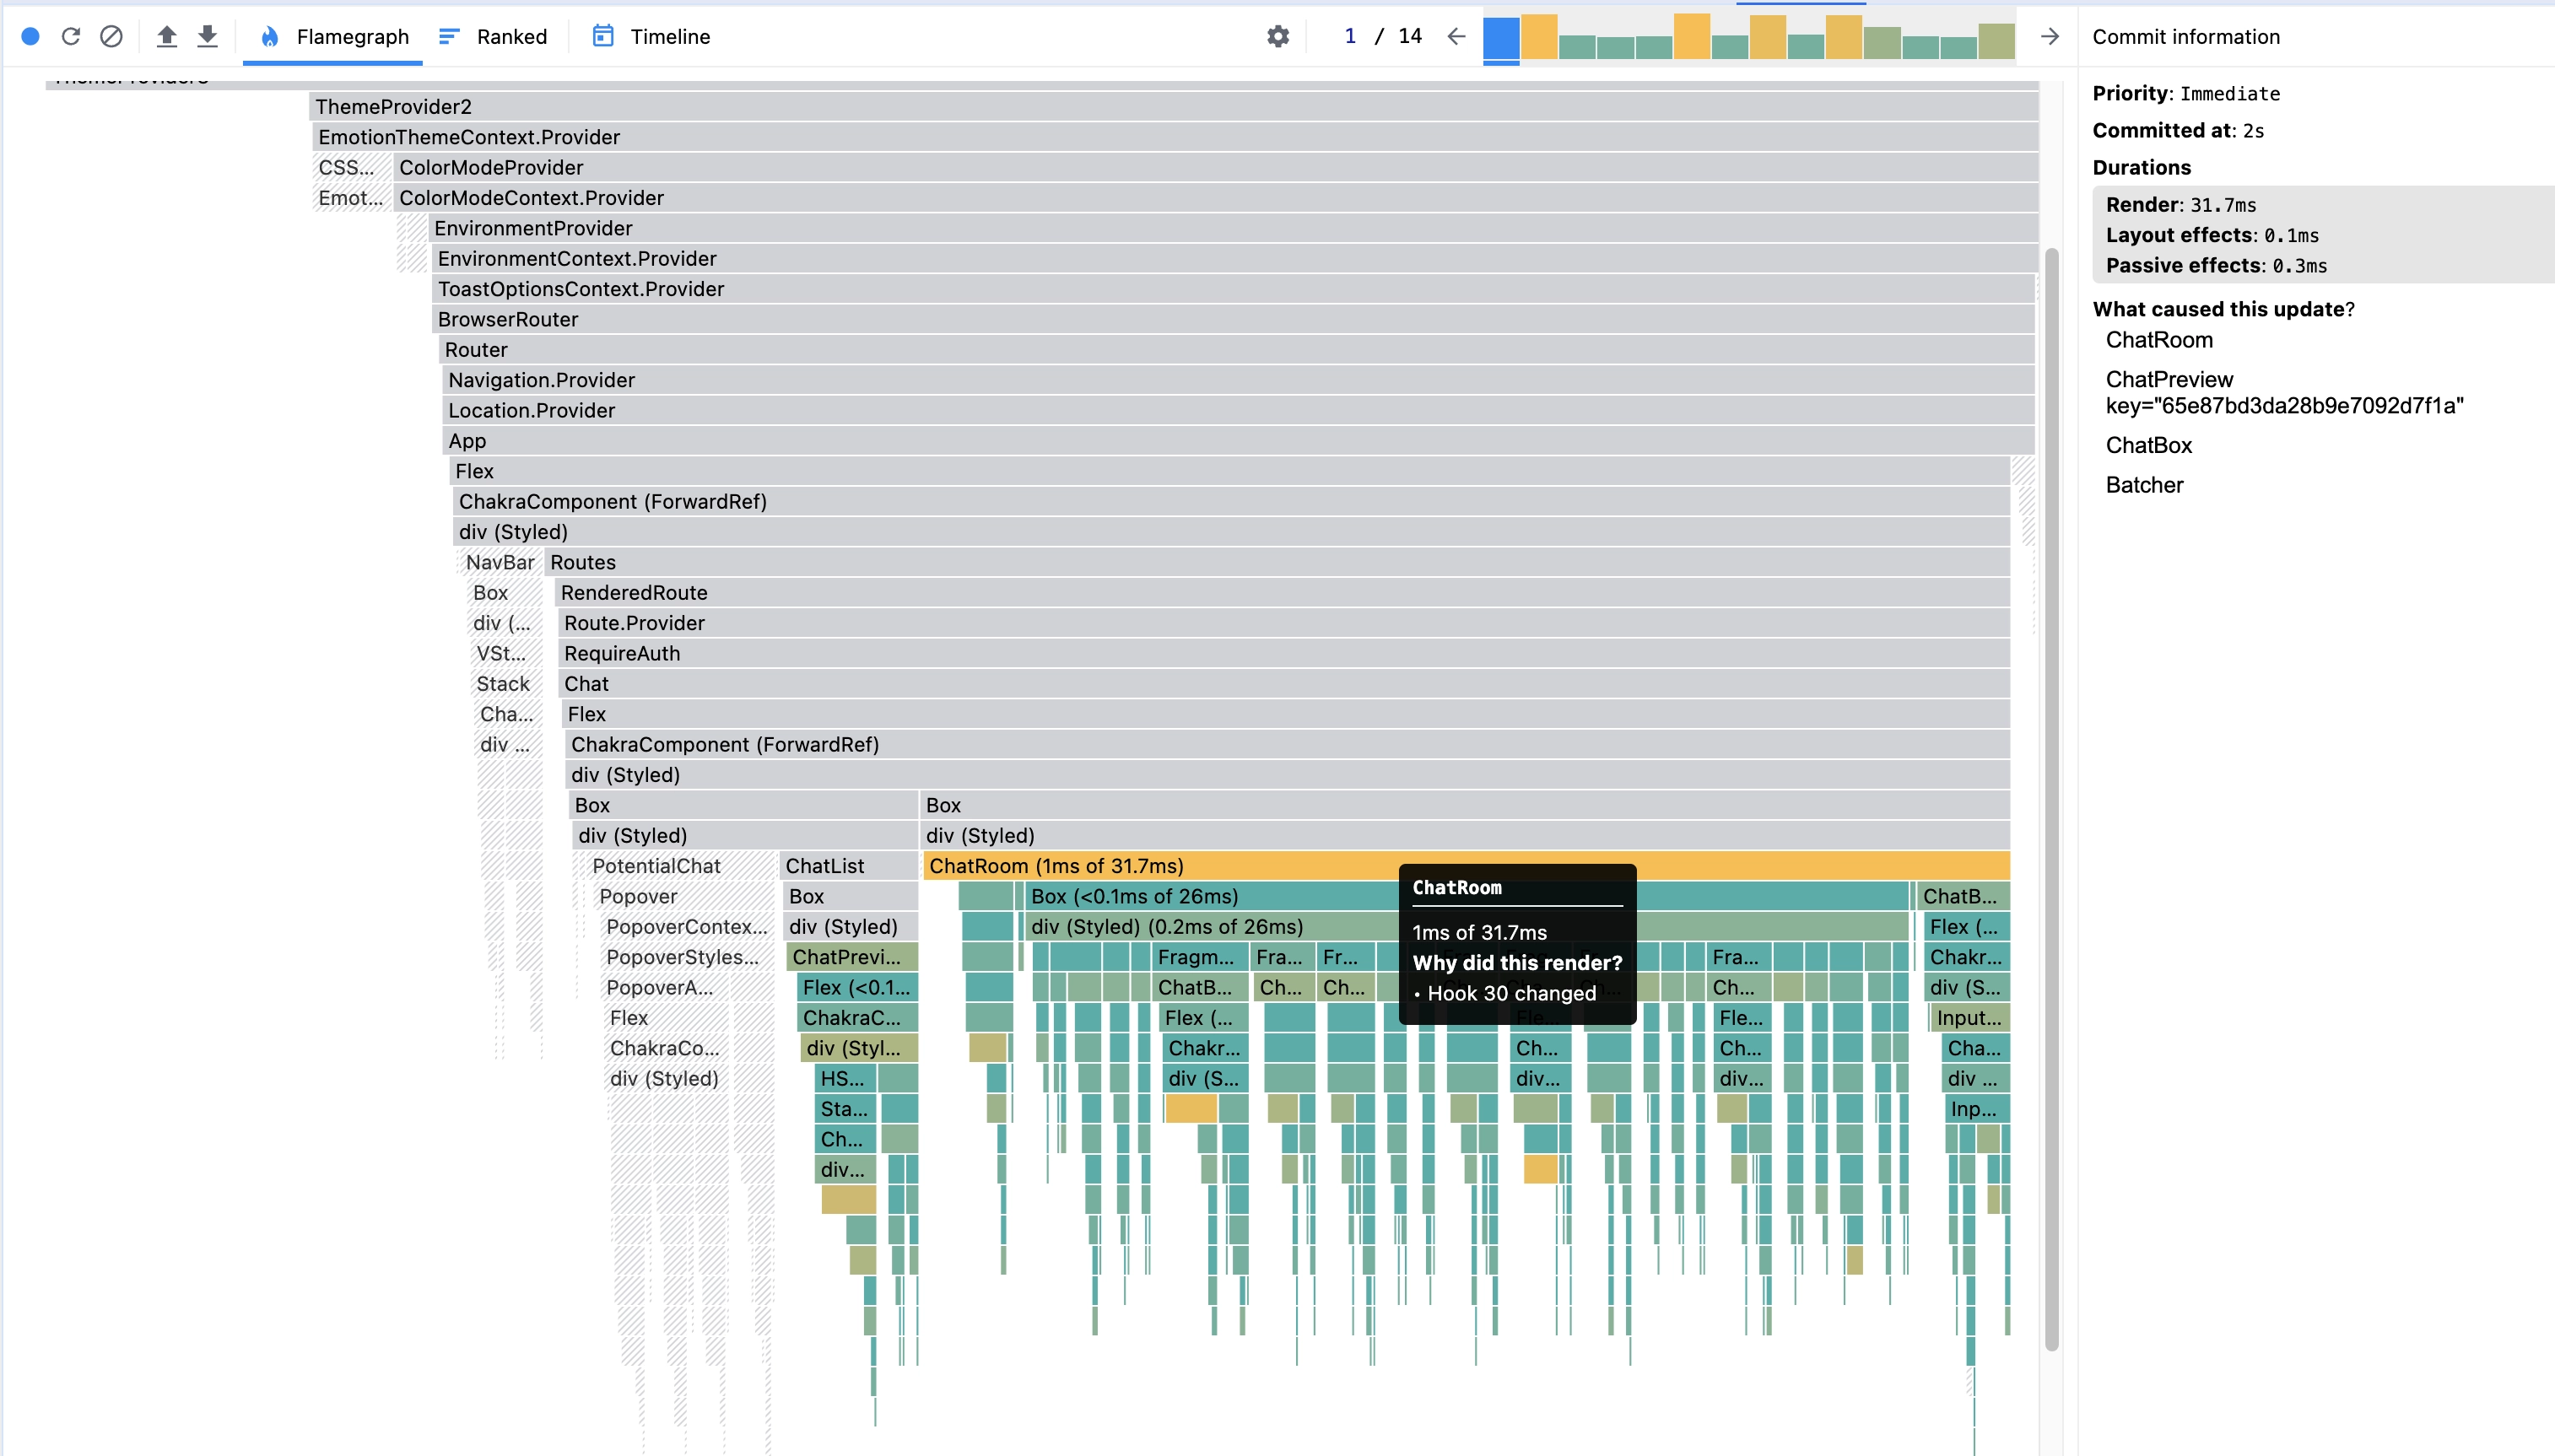 Flamegraph
Ranked
Timeline
1 / 14
Commit information
ThemeProvider2
EmotionThemeContext.Provider
CSS... ColorModeProvider
Emot... ColorModeContext.Provider
EnvironmentProvider
EnvironmentContext.Provider
ToastOptionsContext.Provider
BrowserRouter
Router
Navigation.Provider
Location.Provider
App
Flex
ChakraComponent (ForwardRef)
div (Styled)
NavBar Routes
Box RenderedRoute
div (... Route.Provider
VSt... RequireAuth
Stack Chat
Cha... Flex
div ... ChakraComponent (ForwardRef)
div (Styled)
Box Box
div (Styled) div (Styled)
PotentialChat ChatList ChatRoom (1ms of 31.7ms)
Popover Box Box (<0.1ms of 26ms) ChatB...
PopoverContex... div (Styled) div (Styled) (0.2ms of 26ms) Flex (...
PopoverStyles... ChatPrevi... Fragm... Fra... Fr... Fra... Chakr...
PopoverA... Flex (<0.1... ChatB... Ch... Ch... Ch... div (S...
Flex ChakraC... Flex (... Fle... Fle... Input...
ChakraCo... div (Styl... Chakr... Ch... Ch... Cha...
div (Styled) HS... div (S... div... div... div ...
Sta... Inp...
Ch...
div...
ChatRoom
1ms of 31.7ms
Why did this render?
• Hook 30 changed
Priority: Immediate
Committed at: 2s
Durations
Render: 31.7ms
Layout effects: 0.1ms
Passive effects: 0.3ms
What caused this update?
ChatRoom
ChatPreview
key="65e87bd3da28b9e7092d7f1a"
ChatBox
Batcher